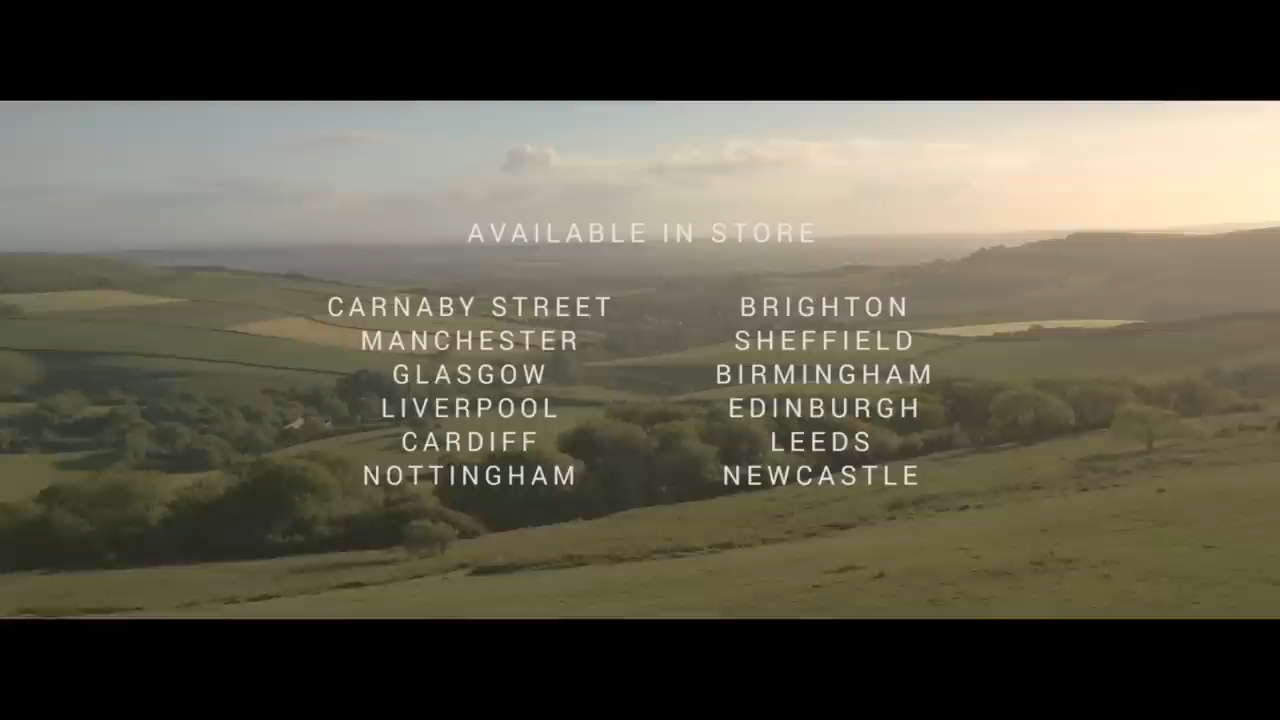 AVAILABLE IN STORE
CARNABY STREET
MANCHESTER
GLASGOW
LIVERPOOL
CARDIFF
NOTTINGHAM
BRIGHTON
SHEFFIELD
BIRMINGHAM
EDINBURGH
LEEDS
NEWCASTLE